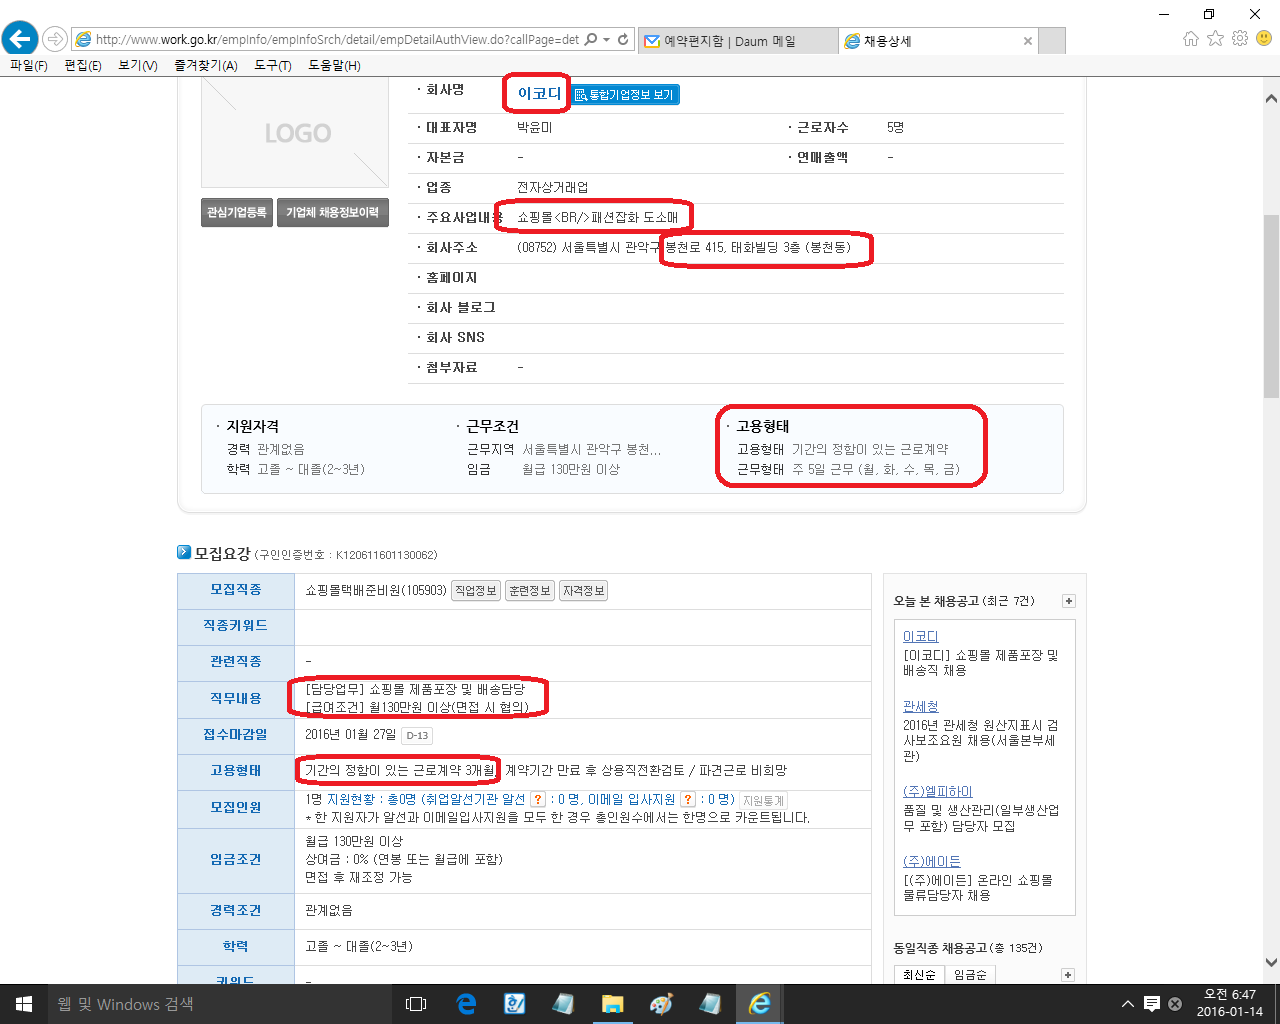 http://www.work.go.kr/empInfo/empInfoSrch/detail/empDetailAuthView.do?callPage=det
예약편지함 | Daum 메일
채용상세
파일(F) 편집(E) 보기(V) 즐겨찾기(A) 도구(T) 도움말(H)
LOGO
관심기업등록 기업체 채용정보이력
· 회사명 이코디 통합기업정보 보기
· 대표자명 박윤미 · 근로자수 5명
· 자본금 - · 연매출액 -
· 업종 전자상거래업
· 주요사업내용 쇼핑몰<BR/>패션잡화 도소매
· 회사주소 (08752) 서울특별시 관악구 봉천로 415, 태화빌딩 3층 (봉천동)
· 홈페이지
· 회사 블로그
· 회사 SNS
· 첨부자료 -
· 지원자격
경력 관계없음
학력 고졸 ~ 대졸(2~3년)
· 근무조건
근무지역 서울특별시 관악구 봉천...
임금 월급 130만원 이상
· 고용형태
고용형태 기간의 정함이 있는 근로계약
근무형태 주 5일 근무 (월, 화, 수, 목, 금)
모집요강 (구인인증번호 : K120611601130062)
모집직종 쇼핑몰택배준비원(105903) 직업정보 훈련정보 자격정보
직종키워드
관련직종 -
직무내용 [담당업무] 쇼핑몰 제품포장 및 배송담당
[급여조건] 월130만원 이상(면접 시 협의)
접수마감일 2016년 01월 27일 D-13
고용형태 기간의 정함이 있는 근로계약 3개월, 계약기간 만료 후 상용직전환검토 / 파견근로 비희망
모집인원 1명 지원현황 : 총0명 (취업알선기관 알선 ? : 0 명, 이메일 입사지원 ? : 0 명) 지원통계
* 한 지원자가 알선과 이메일입사지원을 모두 한 경우 총인원수에서는 한명으로 카운트됩니다.
임금조건 월급 130만원 이상
상여금 : 0% (연봉 또는 월급에 포함)
면접 후 재조정 가능
경력조건 관계없음
학력 고졸 ~ 대졸(2~3년)
키워드 -
오늘 본 채용공고 (최근 7건) +
이코디
[이코디] 쇼핑몰 제품포장 및
배송직 채용
관세청
2016년 관세청 원산지표시 검
사보조요원 채용(서울본부세
관)
(주)엘피하이
품질 및 생산관리(일부생산업
무 포함) 담당자 모집
(주)에이든
[(주)에이든] 온라인 쇼핑몰
물류담당자 채용
동일직종 채용공고 (총 135건)
최신순 임금순 +
웹 및 Windows 검색
오전 6:47
2016-01-14